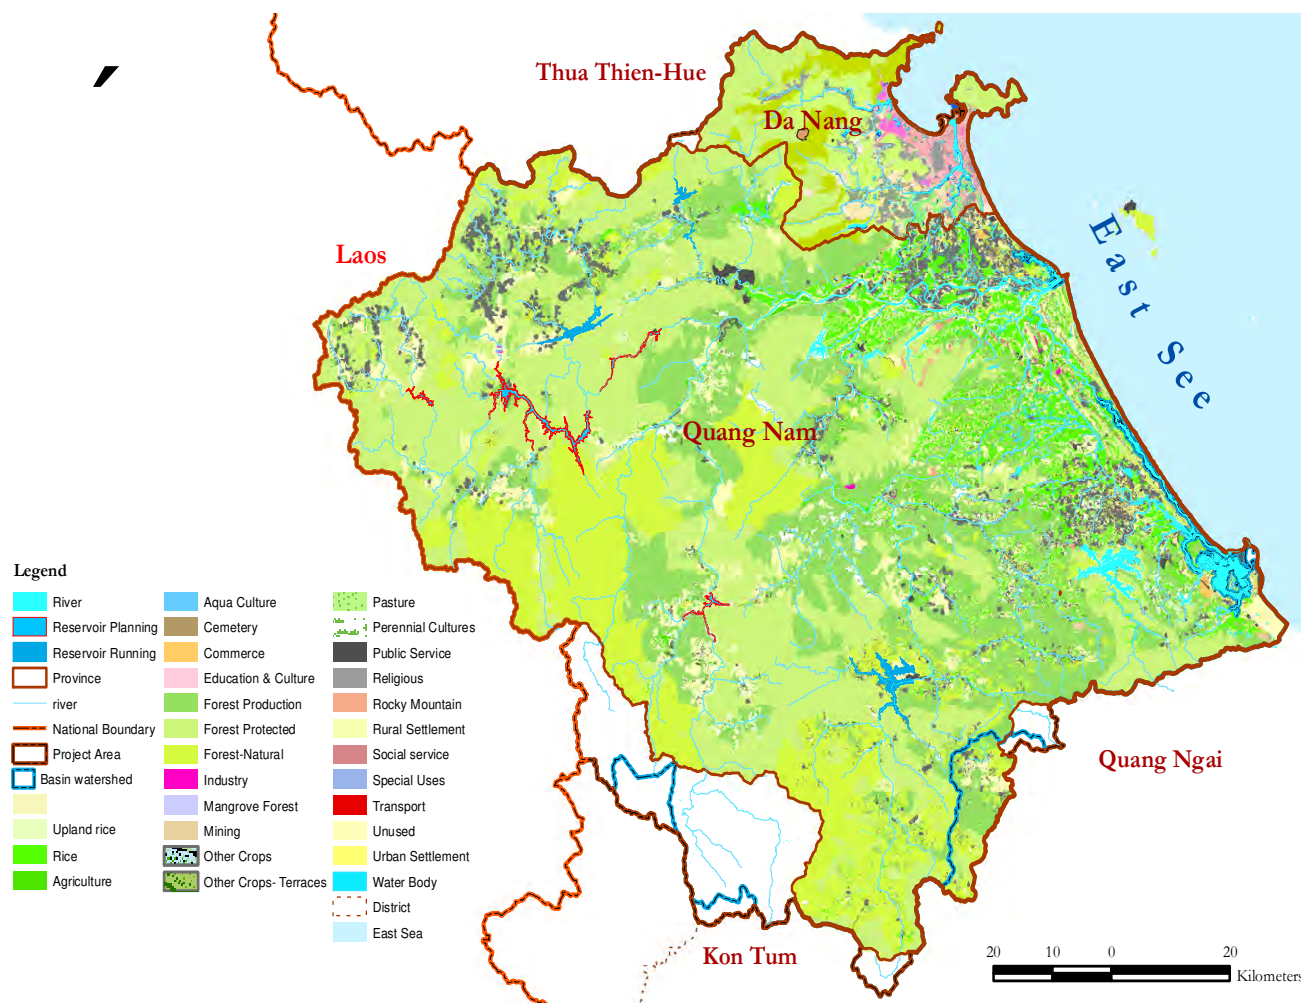 Thua Thien-Hue
Da Nang
Laos
East See
Quang Nam
Quang Ngai
Kon Tum
Legend
River
Reservoir Planning
Reservoir Running
Province
river
National Boundary
Project Area
Basin watershed
Upland rice
Rice
Agriculture
Aqua Culture
Cemetery
Commerce
Education & Culture
Forest Production
Forest Protected
Forest-Natural
Industry
Mangrove Forest
Mining
Other Crops
Other Crops- Terraces
Pasture
Perennial Cultures
Public Service
Religious
Rocky Mountain
Rural Settlement
Social service
Special Uses
Transport
Unused
Urban Settlement
Water Body
District
East Sea
20 10 0 20
Kilometers